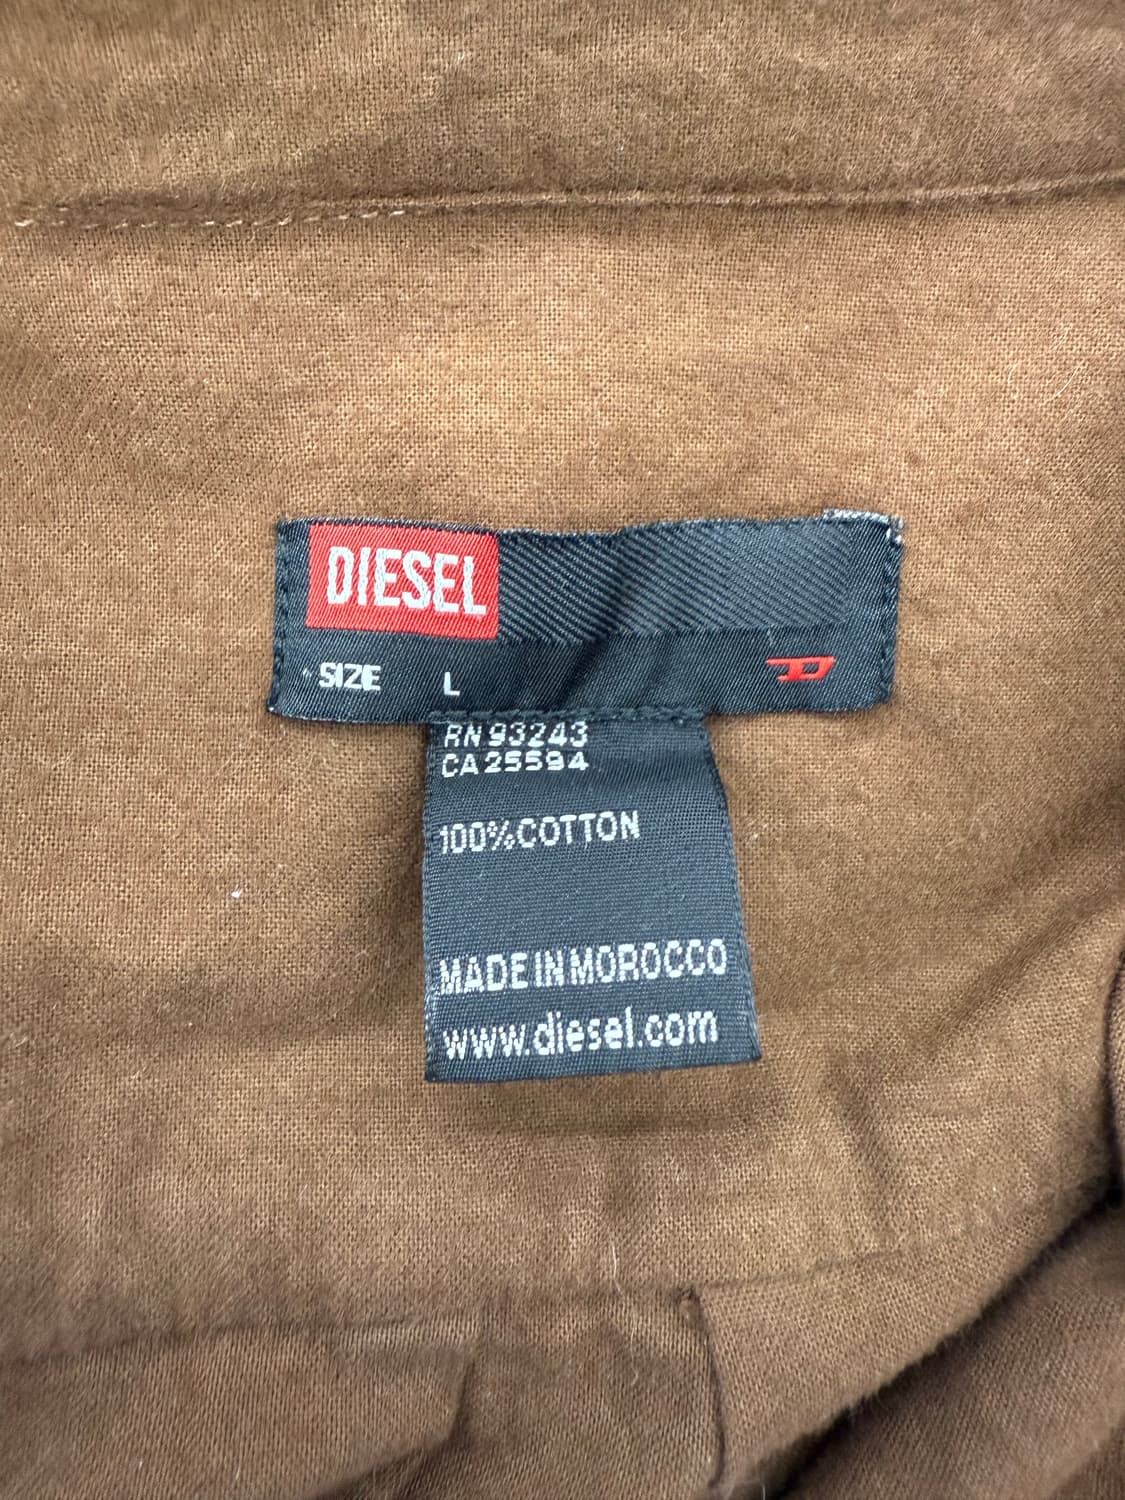 DIESEL
SIZE L
D
RN 93243
CA 25594
100%COTTON
MADE IN MOROCCO
www.diesel.com